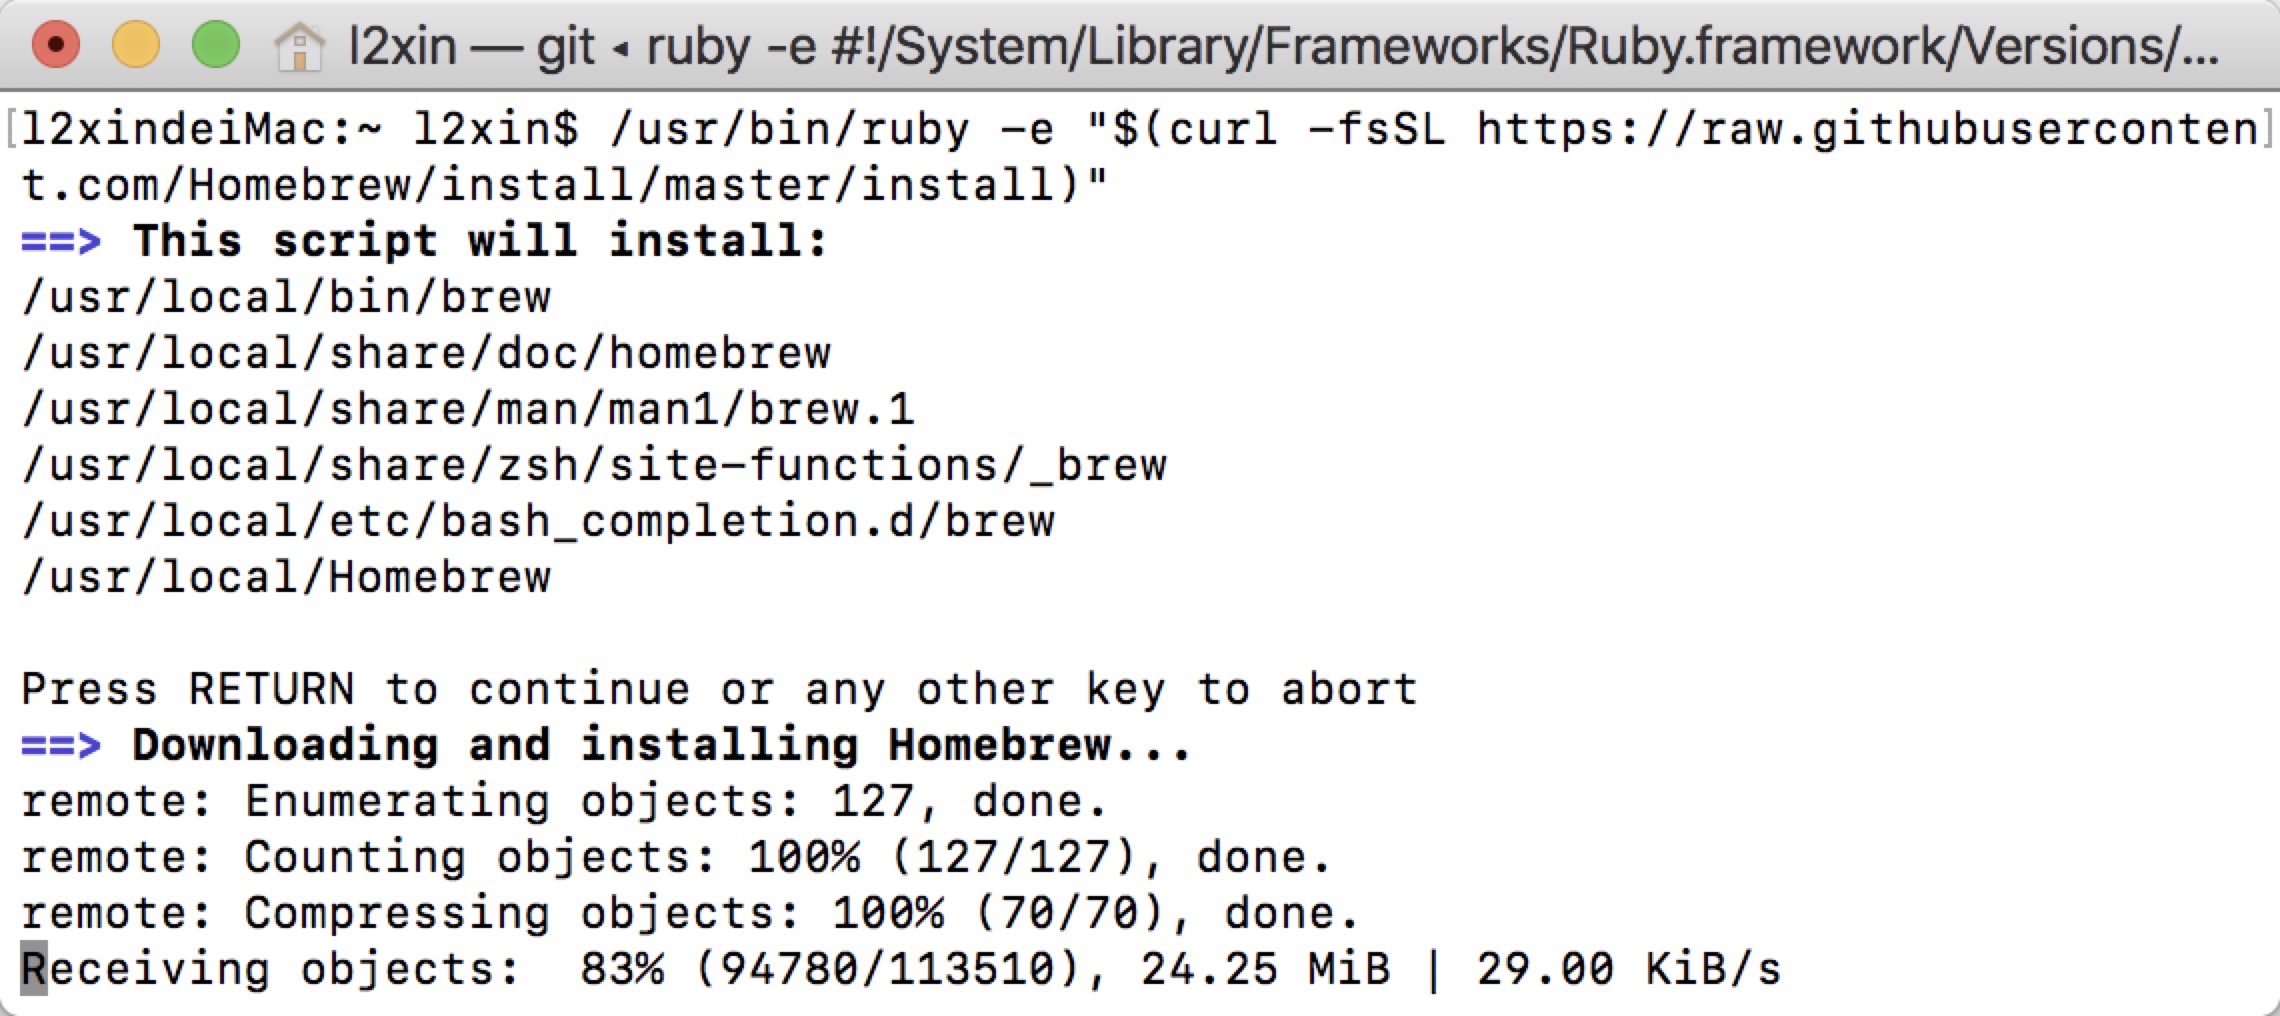 l2xin — git ◂ ruby -e #!/System/Library/Frameworks/Ruby.framework/Versions/...
[l2xindeiMac:~ l2xin$ /usr/bin/ruby -e "$(curl -fsSL https://raw.githubuserconten]
t.com/Homebrew/install/master/install)"
==> This script will install:
/usr/local/bin/brew
/usr/local/share/doc/homebrew
/usr/local/share/man/man1/brew.1
/usr/local/share/zsh/site-functions/_brew
/usr/local/etc/bash_completion.d/brew
/usr/local/Homebrew
Press RETURN to continue or any other key to abort
==> Downloading and installing Homebrew...
remote: Enumerating objects: 127, done.
remote: Counting objects: 100% (127/127), done.
remote: Compressing objects: 100% (70/70), done.
Receiving objects:  83% (94780/113510), 24.25 MiB | 29.00 KiB/s